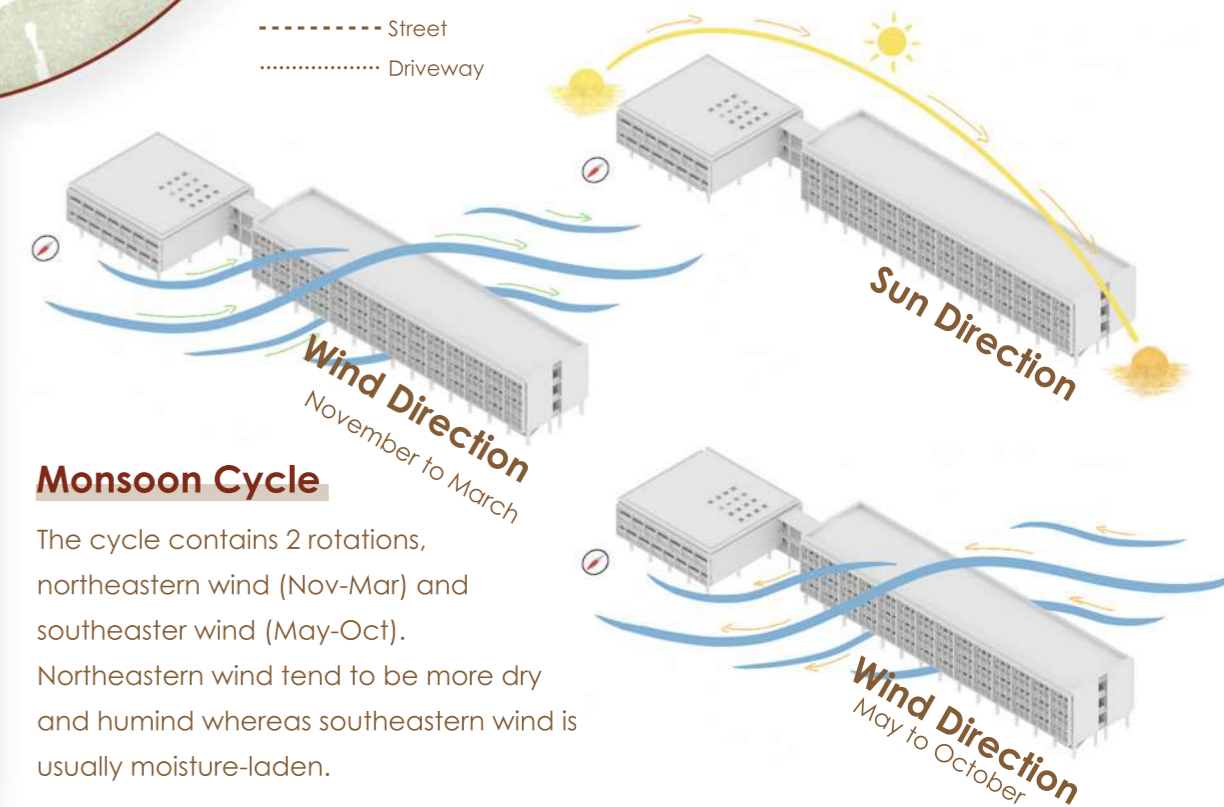 Street
Driveway
Sun Direction
Wind Direction
November to March
Monsoon Cycle
The cycle contains 2 rotations,
northeastern wind (Nov-Mar) and
southeaster wind (May-Oct).
Northeastern wind tend to be more dry
and humind whereas southeastern wind is
usually moisture-laden.
Wind Direction
May to October